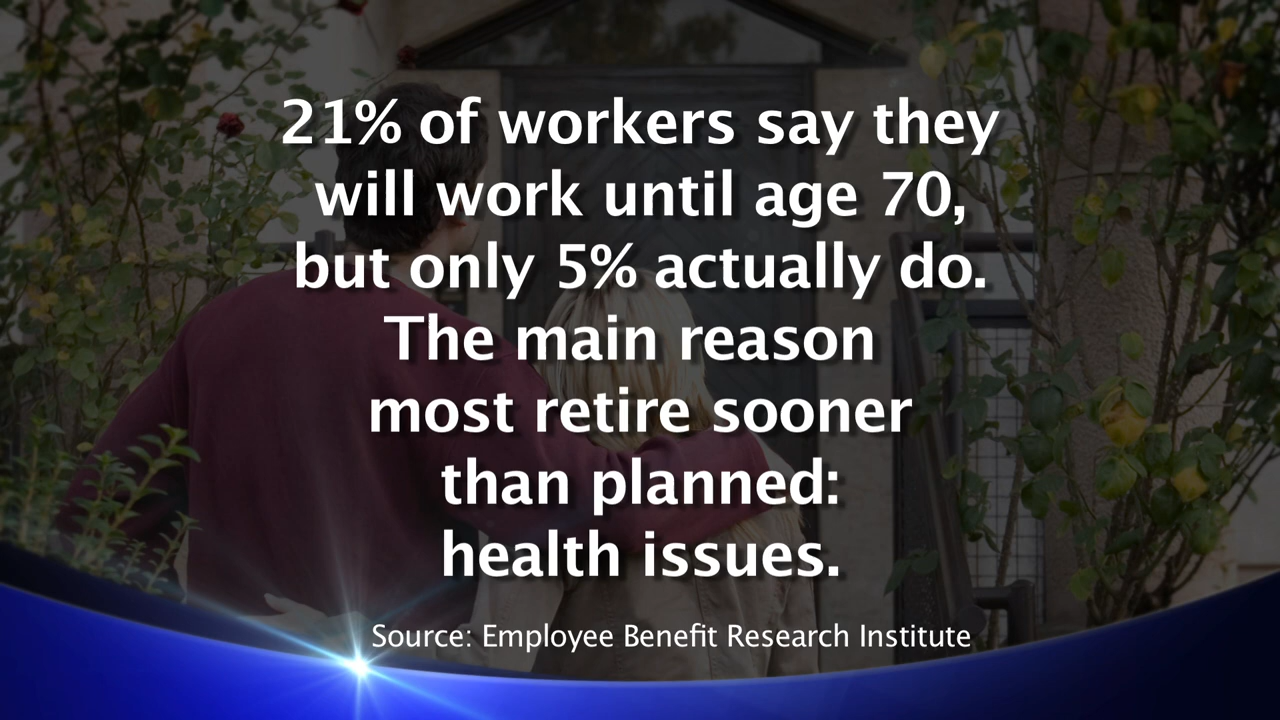 21% of workers say they
will work until age 70,
but only 5% actually do.
The main reason
most retire sooner
than planned:
health issues.
Source: Employee Benefit Research Institute